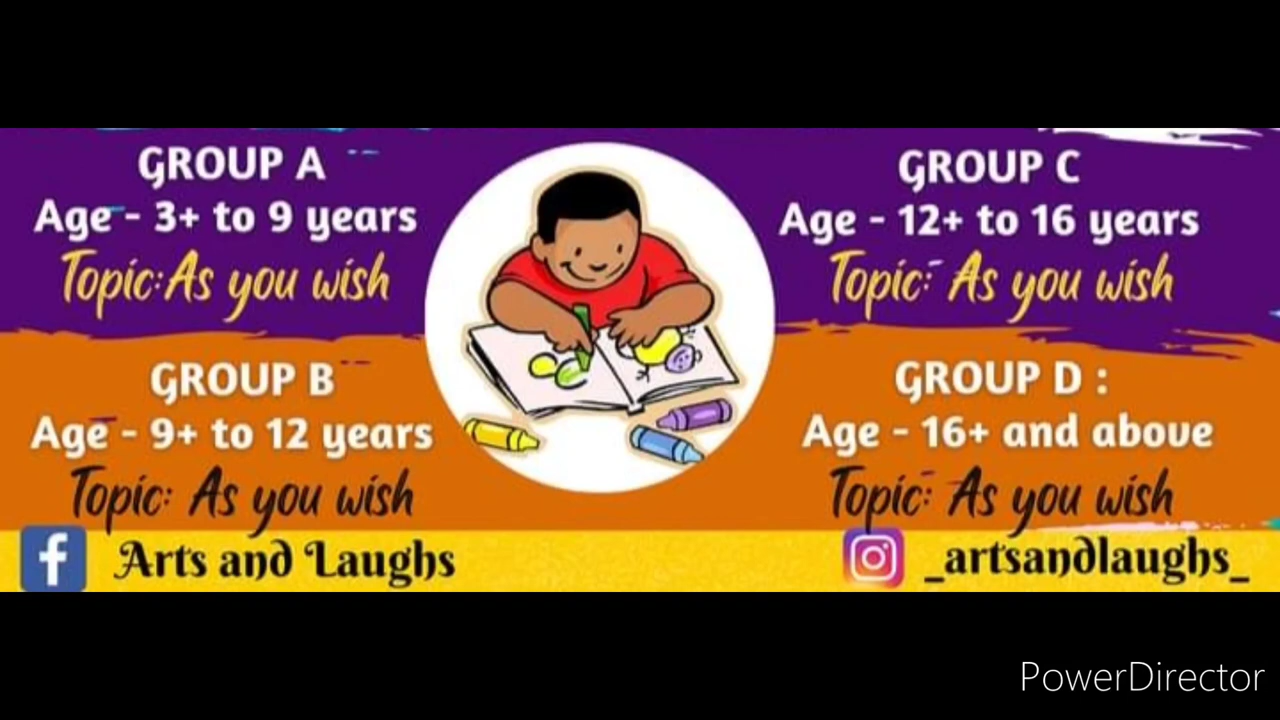 GROUP A
Age - 3+ to 9 years
Topic: As you wish
GROUP B
Age - 9+ to 12 years
Topic: As you wish
GROUP C
Age - 12+ to 16 years
Topic: As you wish
GROUP D :
Age - 16+ and above
Topic: As you wish
Arts and Laughs
_artsandlaughs_
PowerDirector